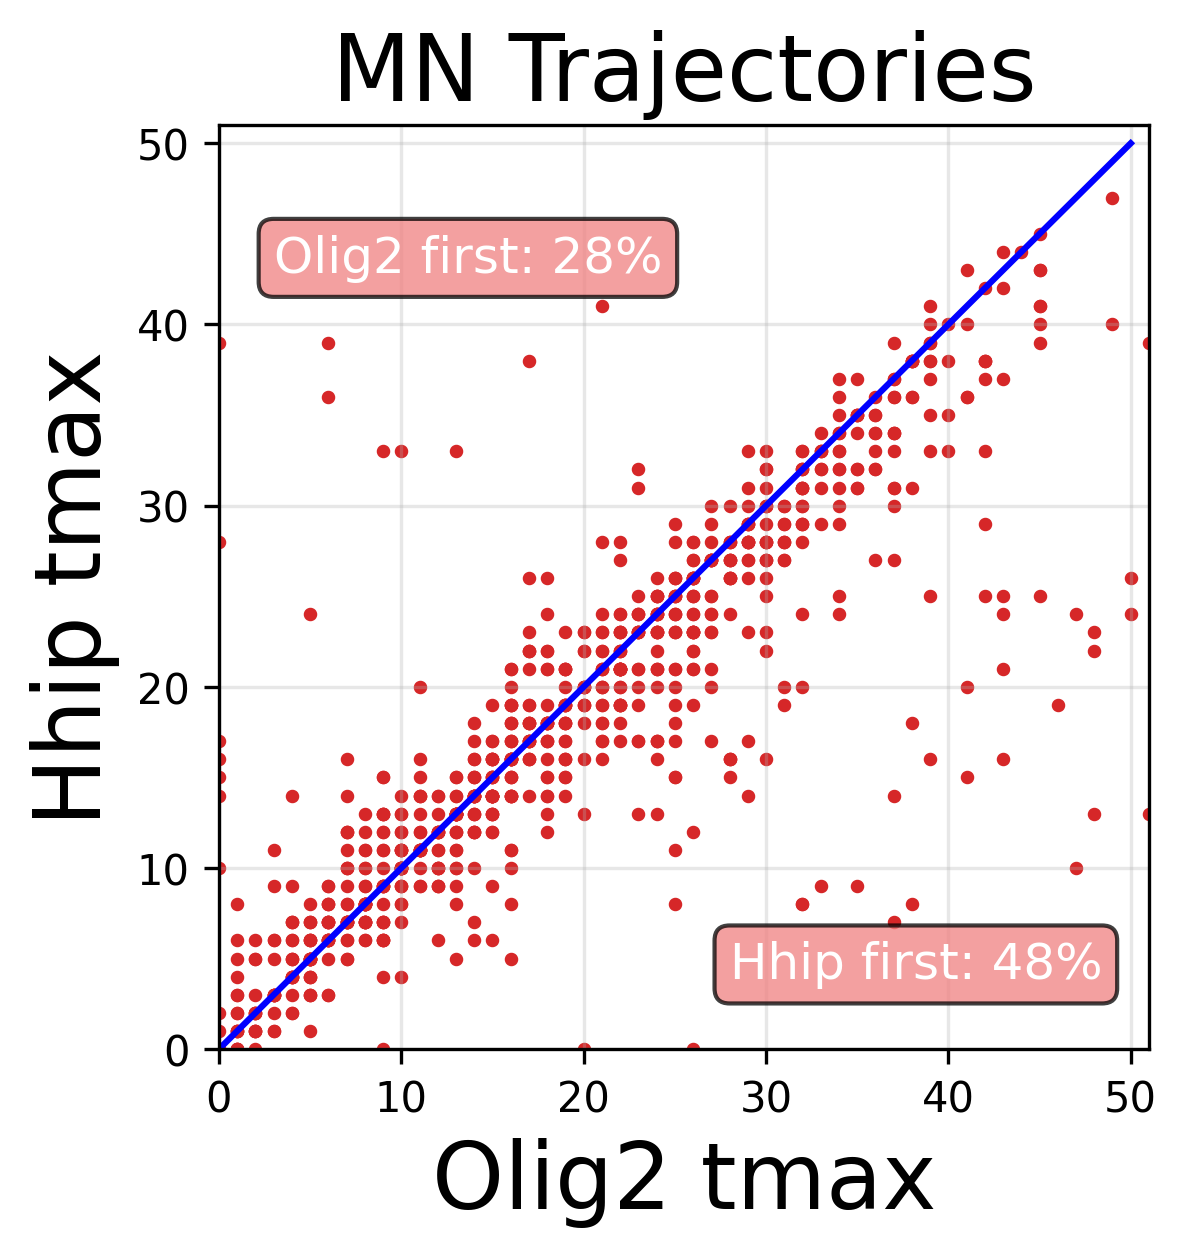 MN Trajectories
50
40
30
20
10
0
Hhip tmax
Olig2 first: 28%
Hhip first: 48%
0 10 20 30 40 50
Olig2 tmax